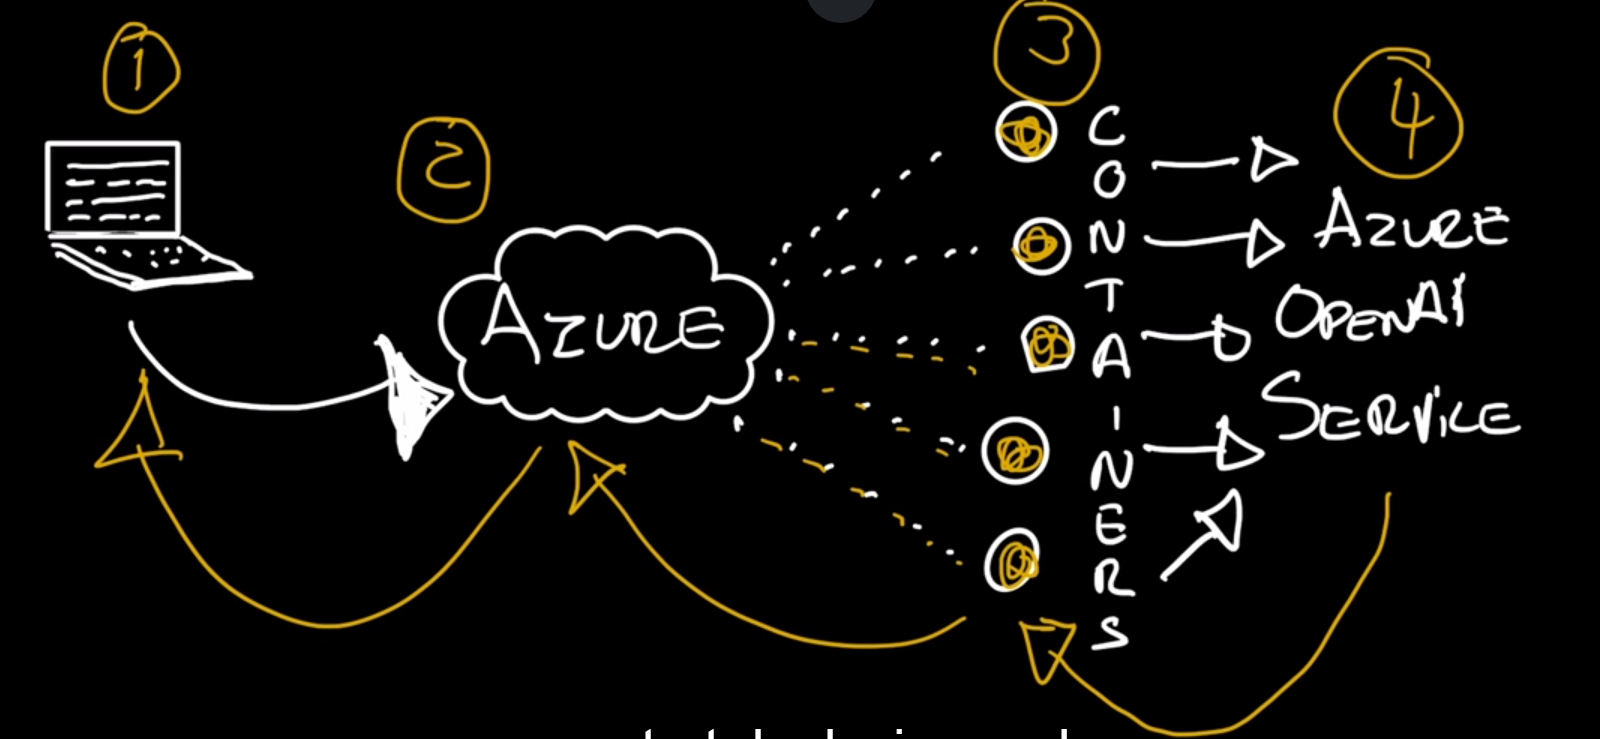 1
2
3
4
AZURE
CONTAINERS
AZURE
OPENAI
SERVICE